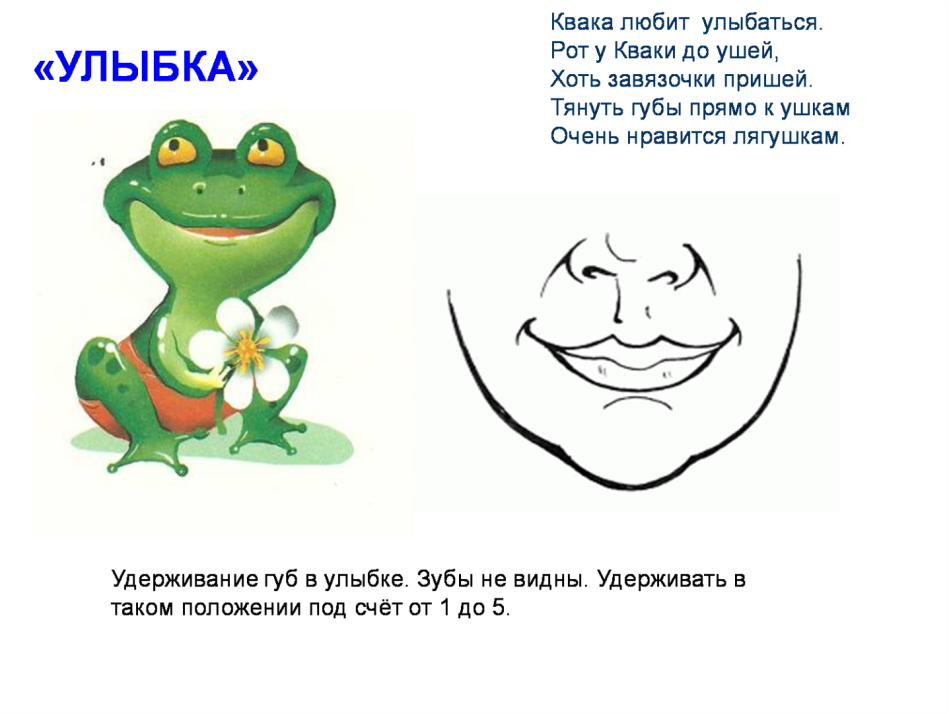 «УЛЫБКА»
Квака любит улыбаться.
Рот у Кваки до ушей,
Хоть завязочки пришей.
Тянуть губы прямо к ушкам
Очень нравится лягушкам.
Удерживание губ в улыбке. Зубы не видны. Удерживать в
таком положении под счёт от 1 до 5.